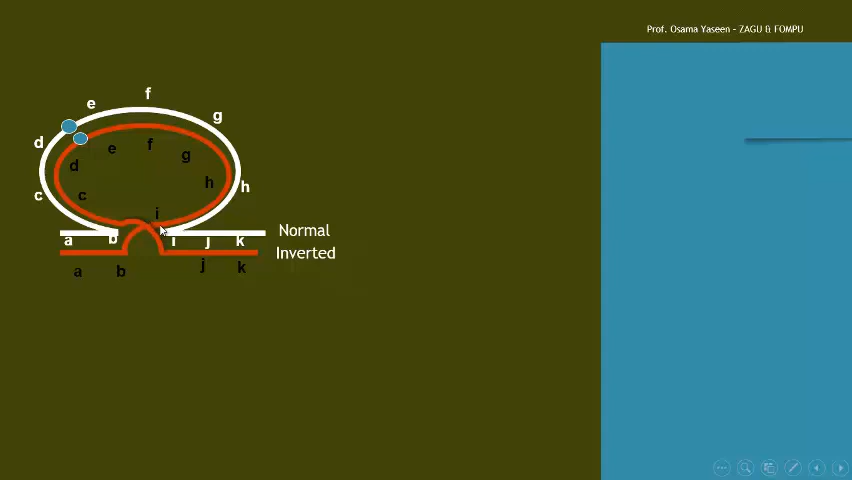 Prof. Osama Yaseen - ZAGU & FOMPU
f
e
g
d
f
e
g
d
h
h
c
c
i
Normal
a b i j k
Inverted
a b j k